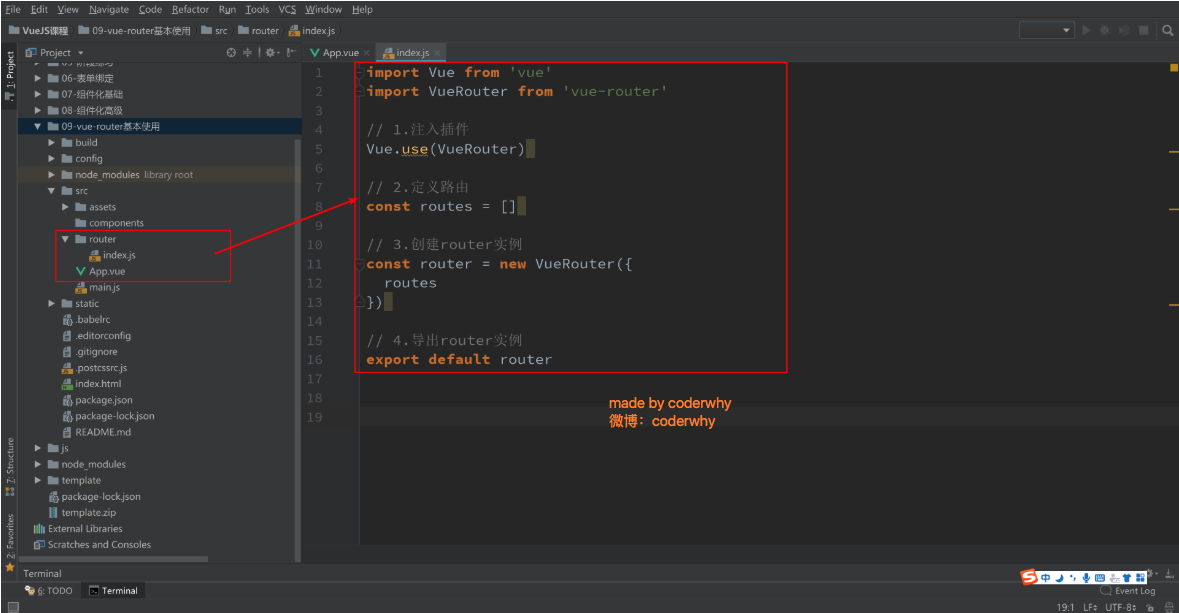 File Edit View Navigate Code Refactor Run Tools VCS Window Help
VueJS课程 09-vue-router基本使用 src router index.js
Project
App.vue
index.js
1: Project
06-表单绑定
07-组件化基础
08-组件化高级
09-vue-router基本使用
build
config
node_modules library root
src
assets
components
router
index.js
App.vue
main.js
static
.babelrc
.editorconfig
.gitignore
.postcssrc.js
index.html
package.json
package-lock.json
README.md
js
node_modules
template
package-lock.json
template.zip
External Libraries
Scratches and Consoles
7: Structure
2: Favorites
1 import Vue from 'vue'
2 import VueRouter from 'vue-router'
3
4 // 1.注入插件
5 Vue.use(VueRouter)
6
7 // 2.定义路由
8 const routes = []
9
10 // 3.创建router实例
11 const router = new VueRouter({
12 routes
13 })
14
15 // 4.导出router实例
16 export default router
17
18
19
made by coderwhy
微博：coderwhy
Terminal
S 中
6: TODO Terminal
Event Log
19:1 LF UTF-8